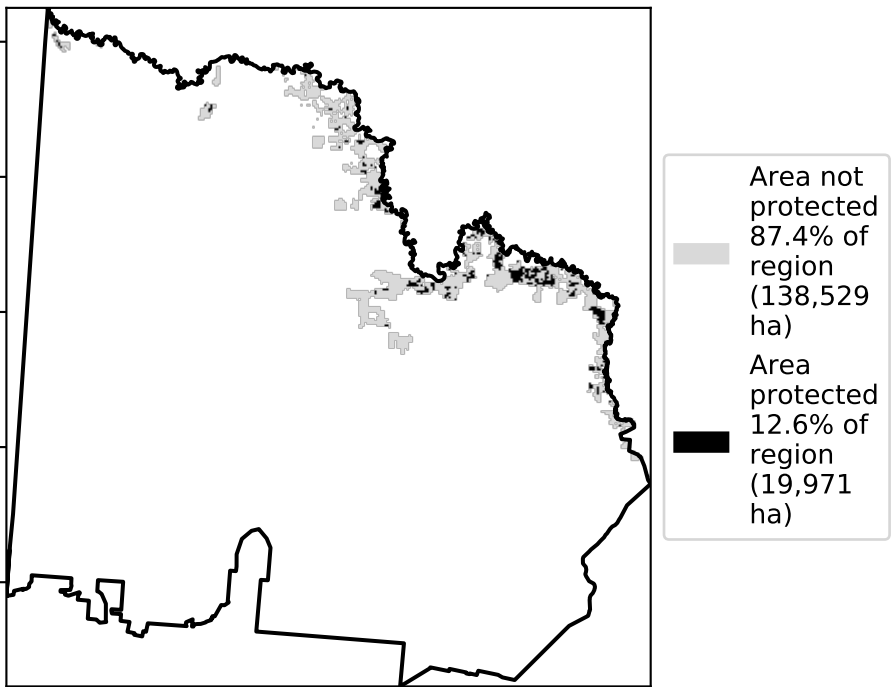 Area not
protected
87.4% of
region
(138,529
ha)
Area
protected
12.6% of
region
(19,971
ha)